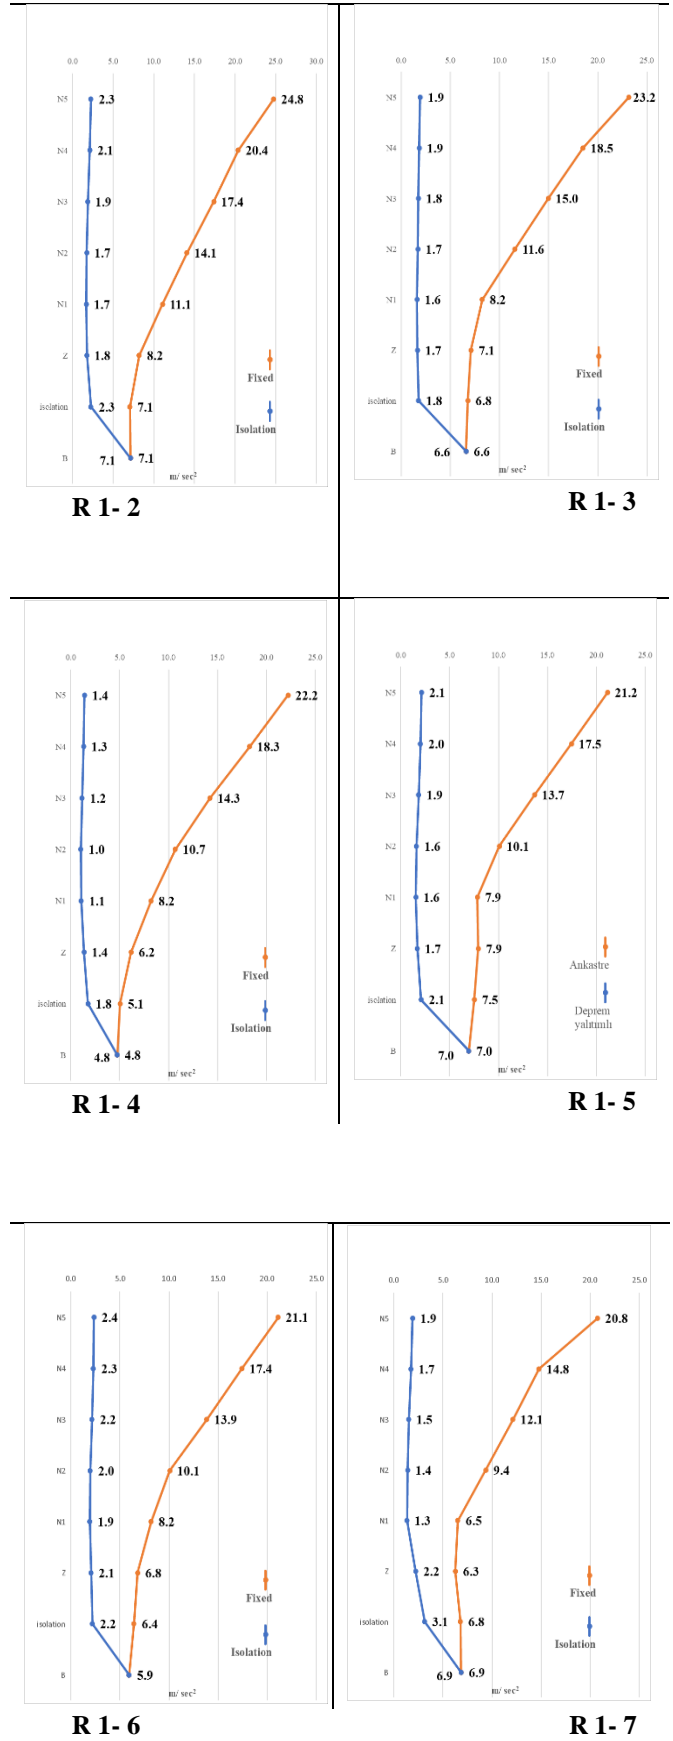 0.0 5.0 10.0 15.0 20.0 25.0 30.0
N5 2.3 24.8
N4 2.1 20.4
N3 1.9 17.4
N2 1.7 14.1
N1 1.7 11.1
Z 1.8 8.2
Fixed
isolation 2.3 7.1
Isolation
B 7.1 7.1
m/ sec²
R 1- 2
0.0 5.0 10.0 15.0 20.0 25.0
N5 1.9 23.2
N4 1.9 18.5
N3 1.8 15.0
N2 1.7 11.6
N1 1.6 8.2
Z 1.7 7.1
Fixed
isolation 1.8 6.8
Isolation
B 6.6 6.6
m/ sec²
R 1- 3
0.0 5.0 10.0 15.0 20.0 25.0
N5 1.4 22.2
N4 1.3 18.3
N3 1.2 14.3
N2 1.0 10.7
N1 1.1 8.2
Z 1.4 6.2
Fixed
isolation 1.8 5.1
Isolation
B 4.8 4.8
m/ sec²
R 1- 4
0.0 5.0 10.0 15.0 20.0 25.0
N5 2.1 21.2
N4 2.0 17.5
N3 1.9 13.7
N2 1.6 10.1
N1 1.6 7.9
Z 1.7 7.9
Ankastre
isolation 2.1 7.5
Deprem
yalıtımlı
B 7.0 7.0
m/ sec²
R 1- 5
0.0 5.0 10.0 15.0 20.0 25.0
N5 2.4 21.1
N4 2.3 17.4
N3 2.2 13.9
N2 2.0 10.1
N1 1.9 8.2
Z 2.1 6.8
Fixed
isolation 2.2 6.4
Isolation
B 5.9
m/ sec²
R 1- 6
0.0 5.0 10.0 15.0 20.0 25.0
N5 1.9 20.8
N4 1.7 14.8
N3 1.5 12.1
N2 1.4 9.4
N1 1.3 6.5
Z 2.2 6.3
Fixed
isolation 3.1 6.8
Isolation
B 6.9 6.9
m/ sec²
R 1- 7